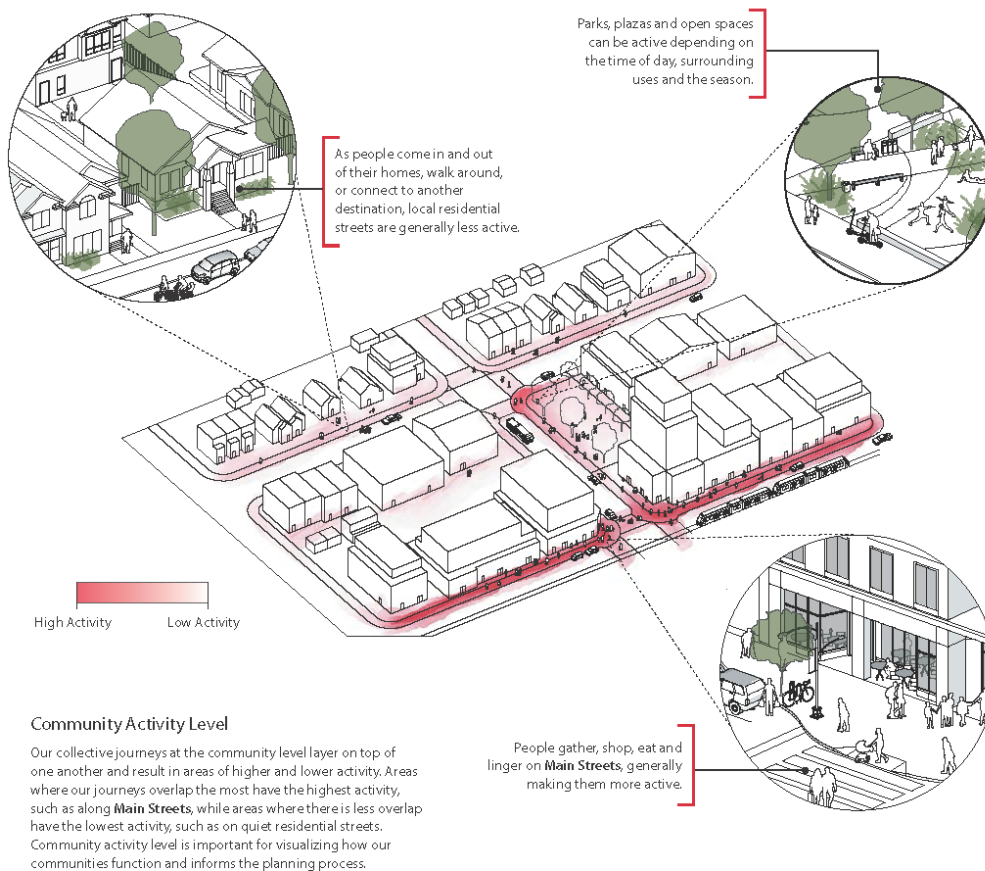 Parks, plazas and open spaces
can be active depending on
the time of day, surrounding
uses and the season.
As people come in and out
of their homes, walk around,
or connect to another
destination, local residential
streets are generally less active.
High Activity
Low Activity
Community Activity Level
Our collective journeys at the community level layer on top of
one another and result in areas of higher and lower activity. Areas
where our journeys overlap the most have the highest activity,
such as along Main Streets, while areas where there is less overlap
have the lowest activity, such as on quiet residential streets.
Community activity level is important for visualizing how our
communities function and informs the planning process.
People gather, shop, eat and
linger on Main Streets, generally
making them more active.